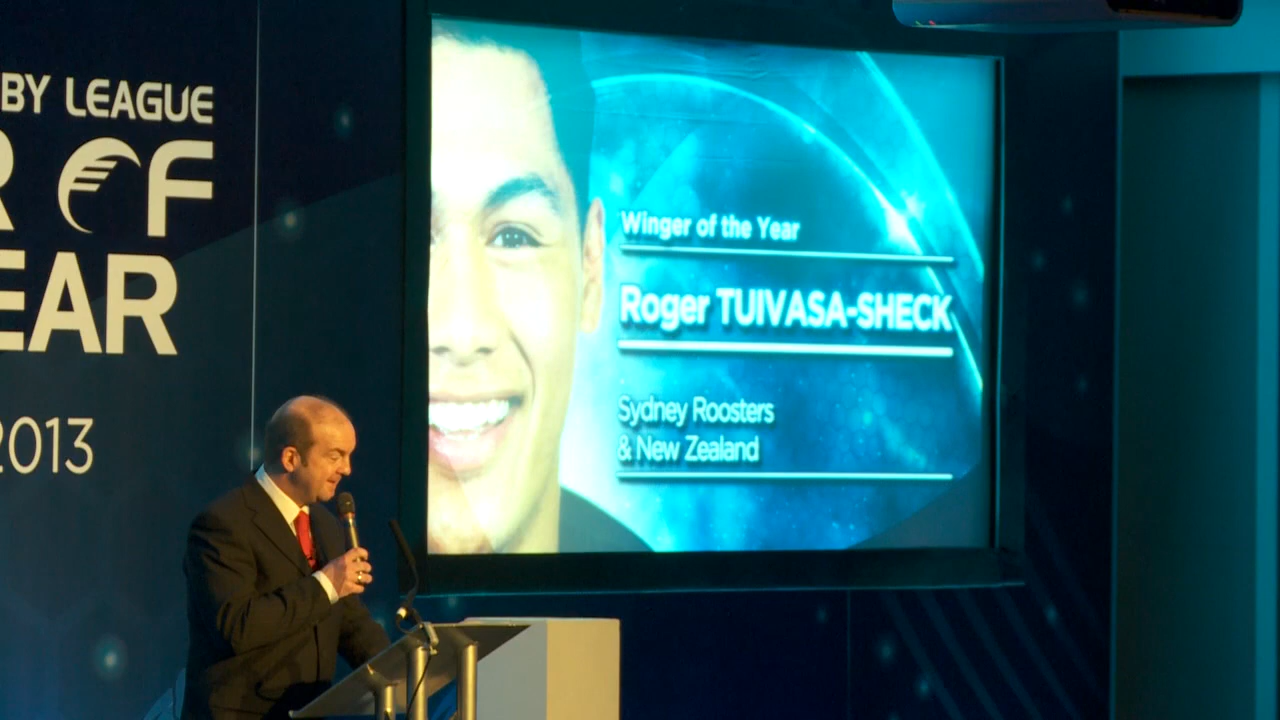 BY LEAGUE
R OF
EAR
2013
Winger of the Year
Roger TUIVASA-SHECK
Sydney Roosters
& New Zealand